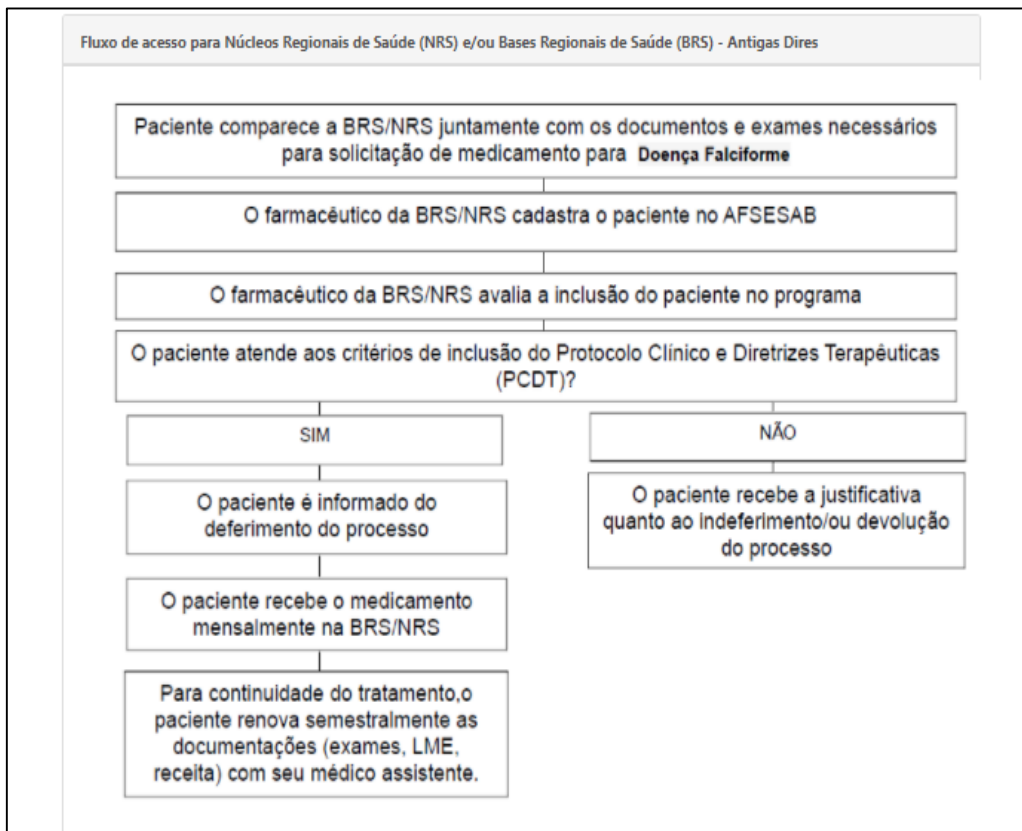 Fluxo de acesso para Núcleos Regionais de Saúde (NRS) e/ou Bases Regionais de Saúde (BRS) - Antigas Dires
Paciente comparece a BRS/NRS juntamente com os documentos e exames necessários
para solicitação de medicamento para Doença Falciforme
O farmacêutico da BRS/NRS cadastra o paciente no AFSESAB
O farmacêutico da BRS/NRS avalia a inclusão do paciente no programa
O paciente atende aos critérios de inclusão do Protocolo Clínico e Diretrizes Terapêuticas
(PCDT)?
SIM
O paciente é informado do
deferimento do processo
O paciente recebe o medicamento
mensalmente na BRS/NRS
Para continuidade do tratamento,o
paciente renova semestralmente as
documentações (exames, LME,
receita) com seu médico assistente.
NÃO
O paciente recebe a justificativa
quanto ao indeferimento/ou devolução
do processo